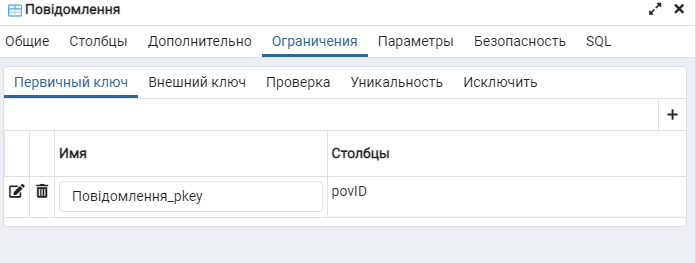 Повідомлення
Общие Столбцы Дополнительно Ограничения Параметры Безопасность SQL
Первичный ключ Внешний ключ Проверка Уникальность Исключить
Имя Столбцы
Повідомлення_pkey povID